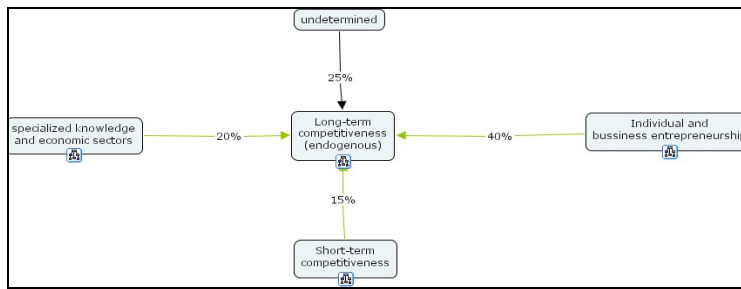 undetermined
25%
specialized knowledge
and economic sectors
20%
Long-term
competitiveness
(endogenous)
40%
Individual and
bussiness entrepreneurship
15%
Short-term
competitiveness